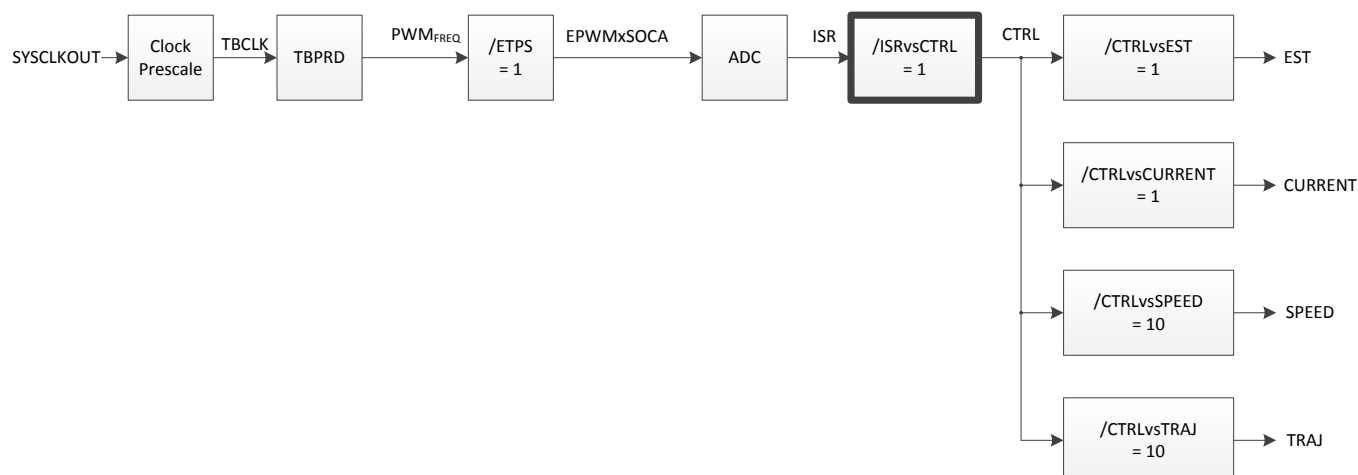 SYSCLKOUT
Clock
Prescale
TBCLK
TBPRD
PWMFREQ
/ETPS
= 1
EPWMxSOCA
ADC
ISR
/ISRvsCTRL
= 1
CTRL
/CTRLvsEST
= 1
EST
/CTRLvsCURRENT
= 1
CURRENT
/CTRLvsSPEED
= 10
SPEED
/CTRLvsTRAJ
= 10
TRAJ